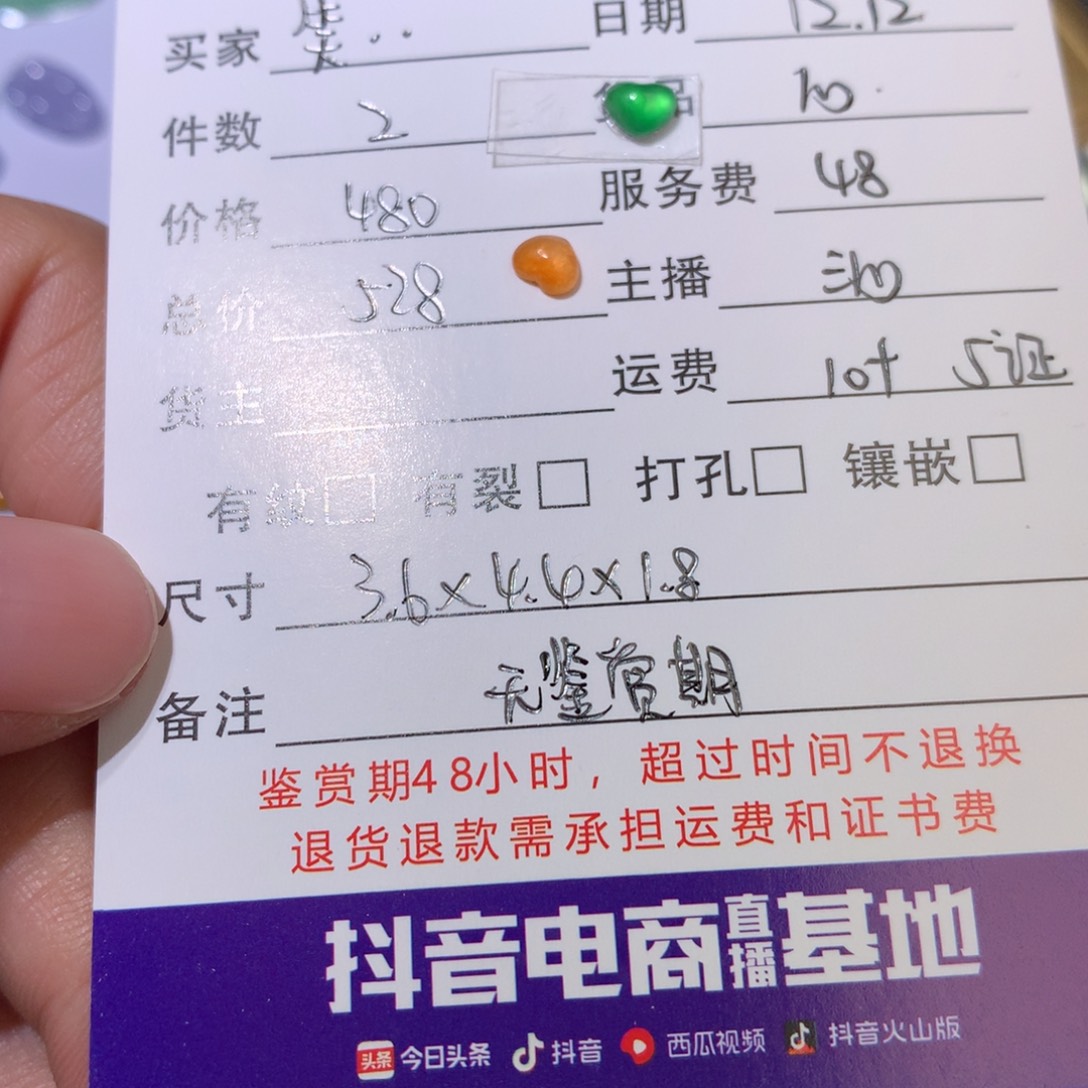 买家 日期 12.12
件数 2 品
价格 480 服务费 48
总价 528 主播
货主 运费 10+ 5证
有纹□ 有裂□ 打孔□ 镶嵌□
尺寸 3.6×4.6×1.8
备注 无鉴赏期
鉴赏期48小时，超过时间不退换
退货退款需承担运费和证书费
抖音电商直播基地
头条 今日头条 抖音 西瓜视频 抖音火山版